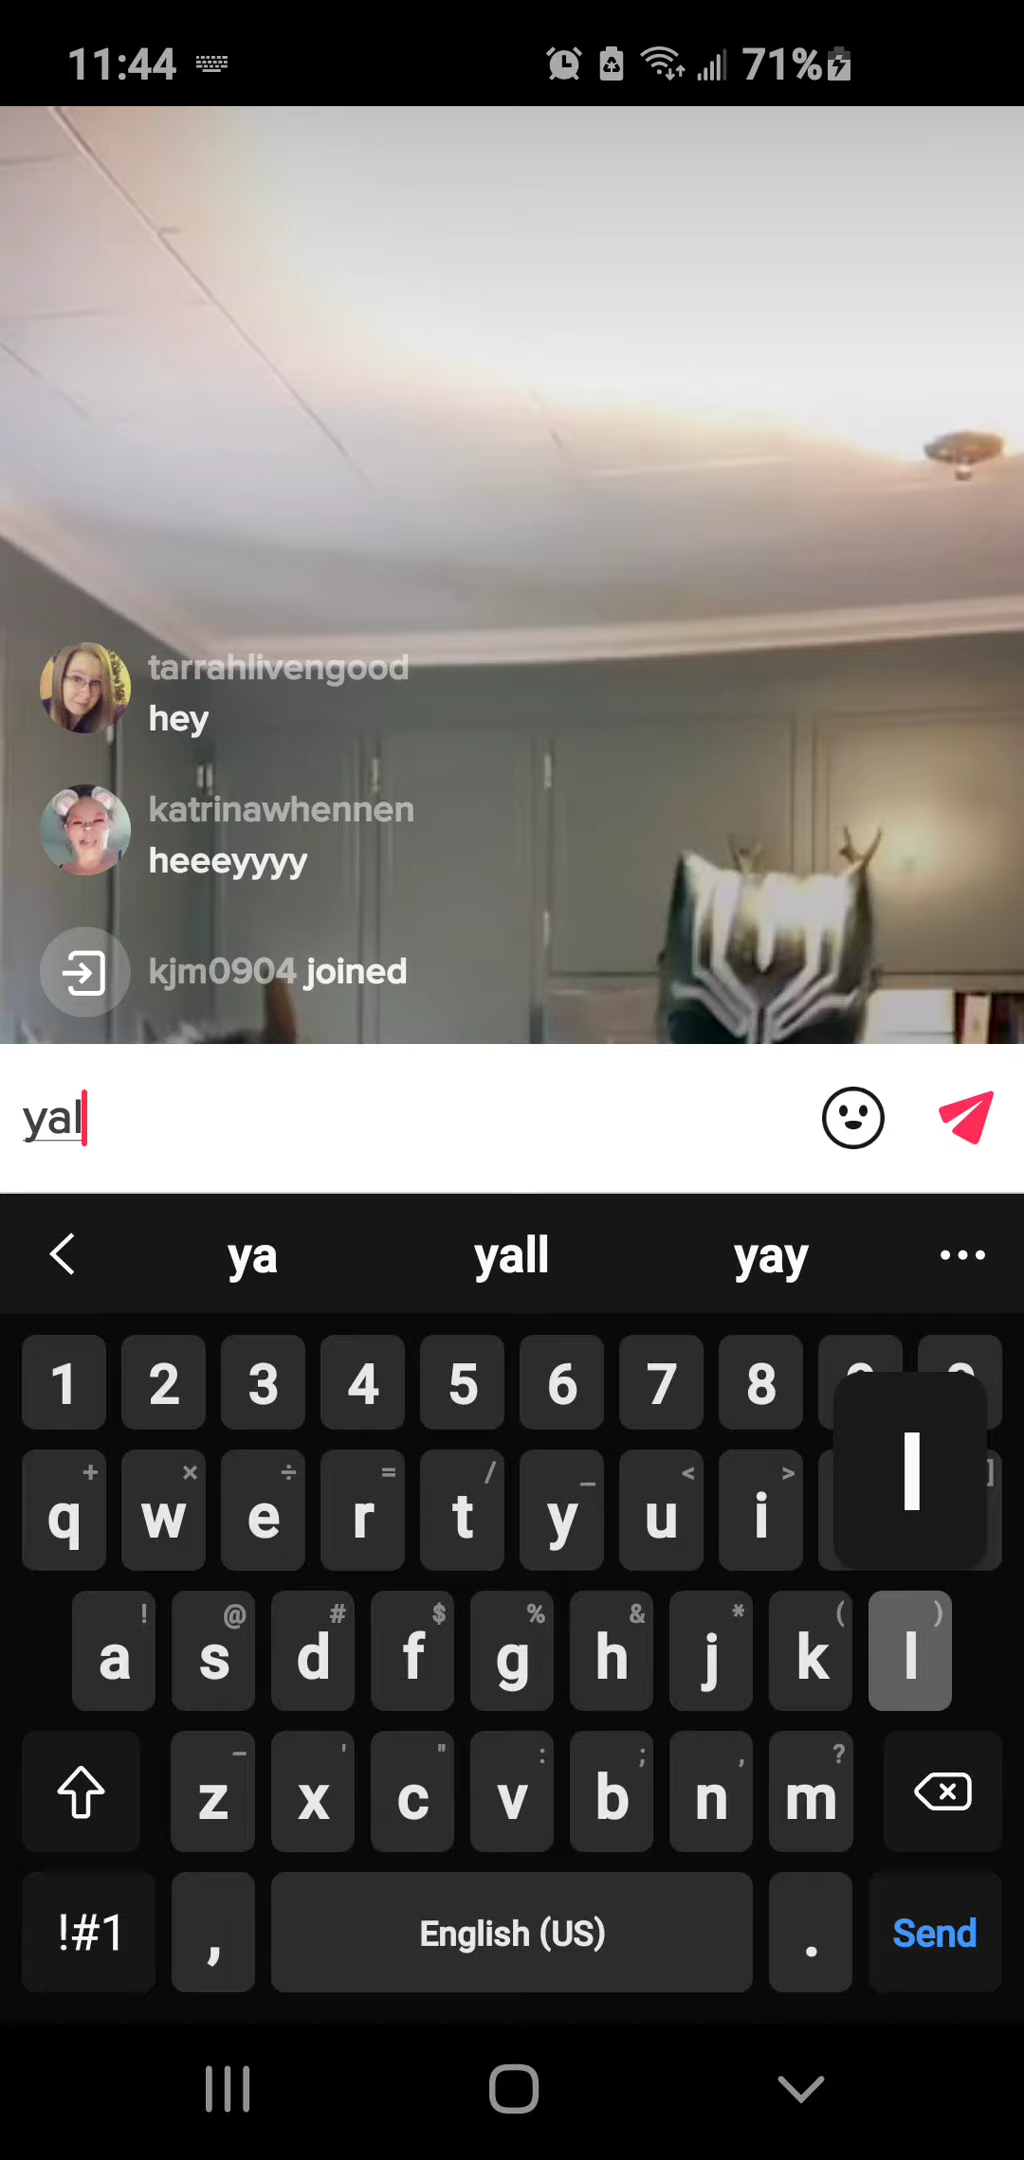 11:44 71%
tarrahlivengood
hey
katrinawhennen
heeeyyyy
kjm0904 joined
yal
ya yall yay •••
1 2 3 4 5 6 7 8
+ × ÷ = / _ < > ]
q w e r t y u i
l
! @ # $ % & * ( )
a s d f g h j k l
- ' " : ; , ?
z x c v b n m
!#1 , English (US) . Send